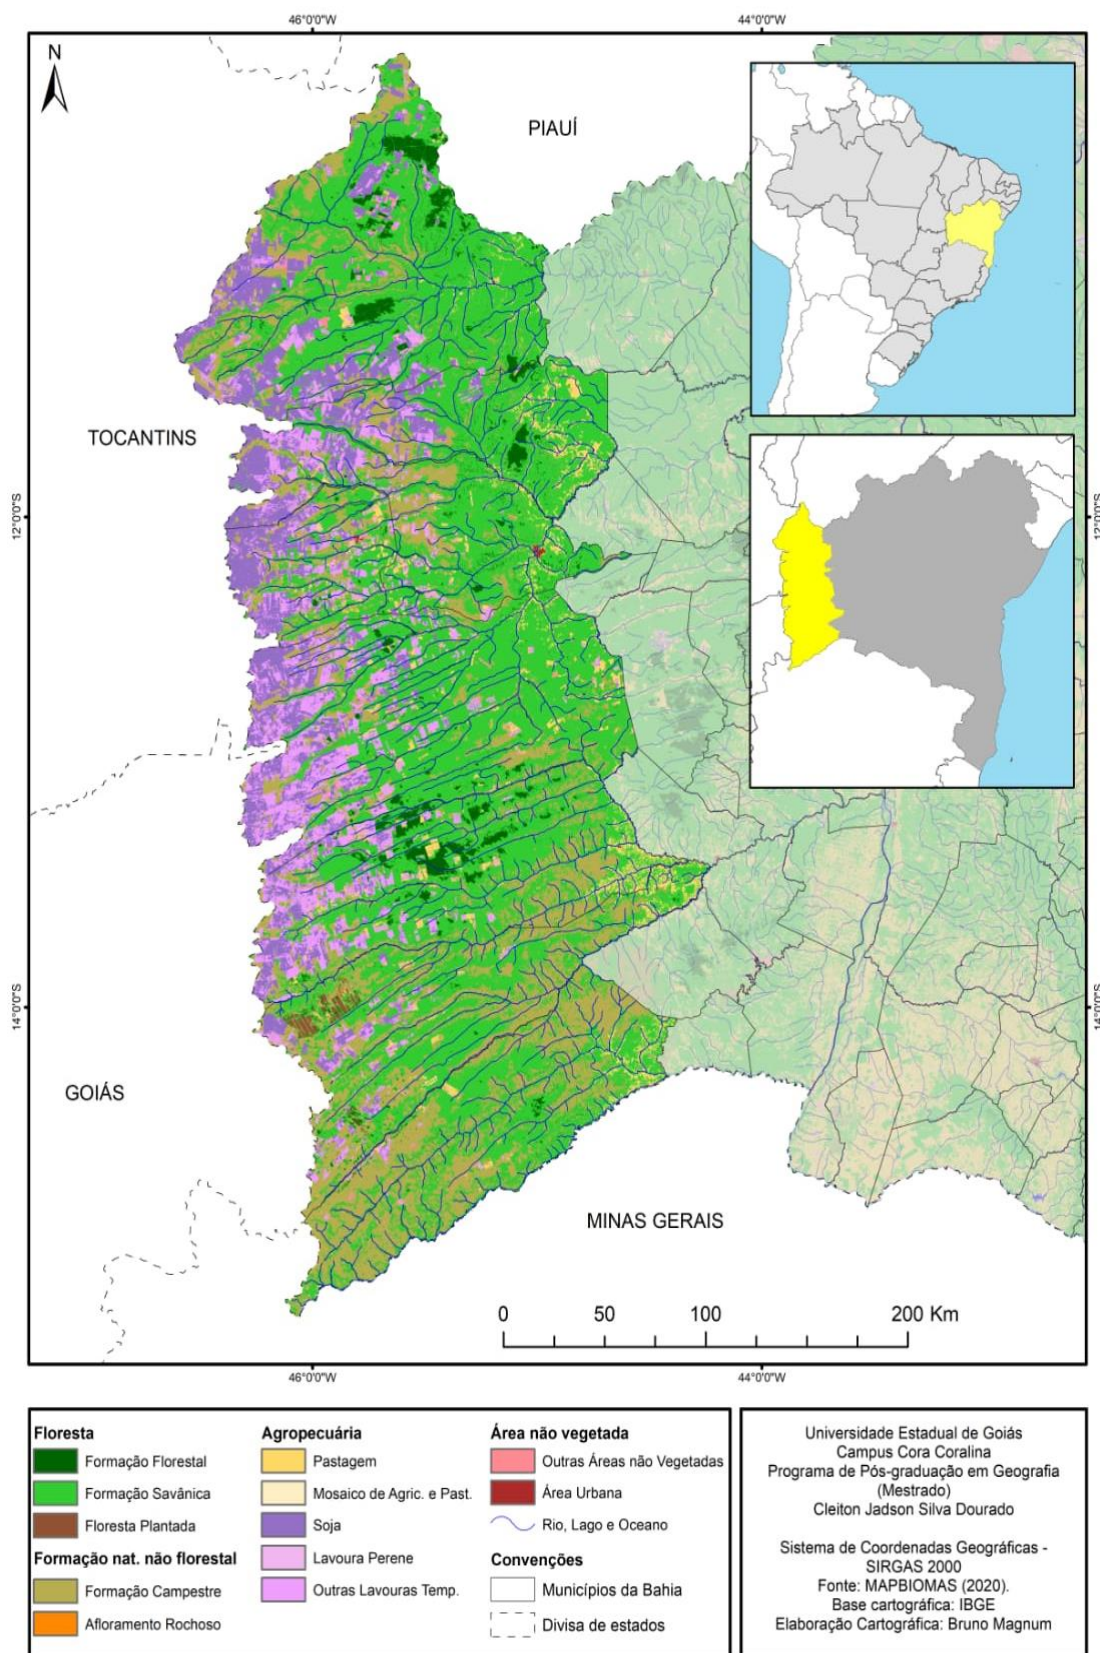 46°0'0"W
44°0'0"W
N
PIAUÍ
TOCANTINS
12°0'0"S
12°0'0"S
14°0'0"S
14°0'0"S
GOIÁS
MINAS GERAIS
0 50 100 200 Km
46°0'0"W
44°0'0"W
Floresta
Formação Florestal
Formação Savânica
Floresta Plantada
Formação nat. não florestal
Formação Campestre
Afloramento Rochoso
Agropecuária
Pastagem
Mosaico de Agric. e Past.
Soja
Lavoura Perene
Outras Lavouras Temp.
Área não vegetada
Outras Áreas não Vegetadas
Área Urbana
Rio, Lago e Oceano
Convenções
Municípios da Bahia
Divisa de estados
Universidade Estadual de Goiás
Campus Cora Coralina
Programa de Pós-graduação em Geografia
(Mestrado)
Cleiton Jadson Silva Dourado
Sistema de Coordenadas Geográficas -
SIRGAS 2000
Fonte: MAPBIOMAS (2020).
Base cartográfica: IBGE
Elaboração Cartográfica: Bruno Magnum